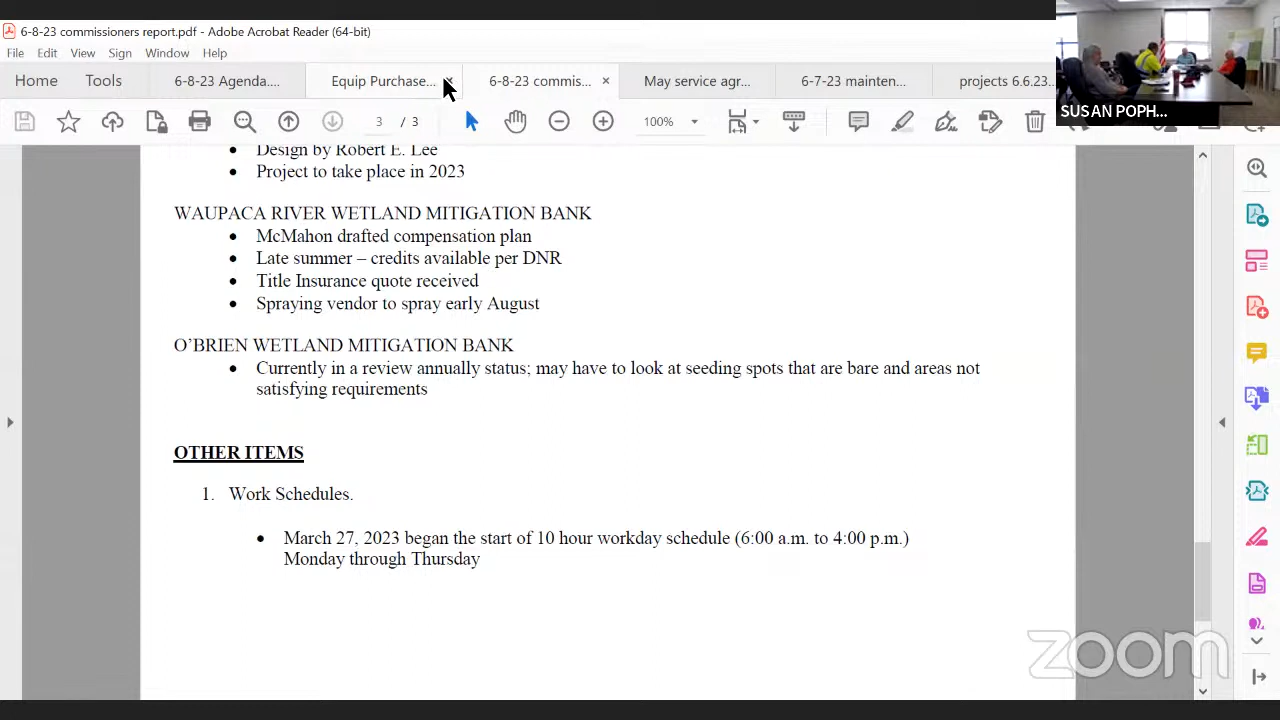 6-8-23 commissioners report.pdf - Adobe Acrobat Reader (64-bit)
File Edit View Sign Window Help
Home Tools 6-8-23 Agenda.... Equip Purchase... 6-8-23 commis... × May service agr... 6-7-23 mainten... projects 6.6.23...
SUSAN POPH...
3 / 3 100%
Design by Robert E. Lee
• Project to take place in 2023
WAUPACA RIVER WETLAND MITIGATION BANK
• McMahon drafted compensation plan
• Late summer – credits available per DNR
• Title Insurance quote received
• Spraying vendor to spray early August
O’BRIEN WETLAND MITIGATION BANK
• Currently in a review annually status; may have to look at seeding spots that are bare and areas not
satisfying requirements
OTHER ITEMS
1. Work Schedules.
• March 27, 2023 began the start of 10 hour workday schedule (6:00 a.m. to 4:00 p.m.)
Monday through Thursday
zoom